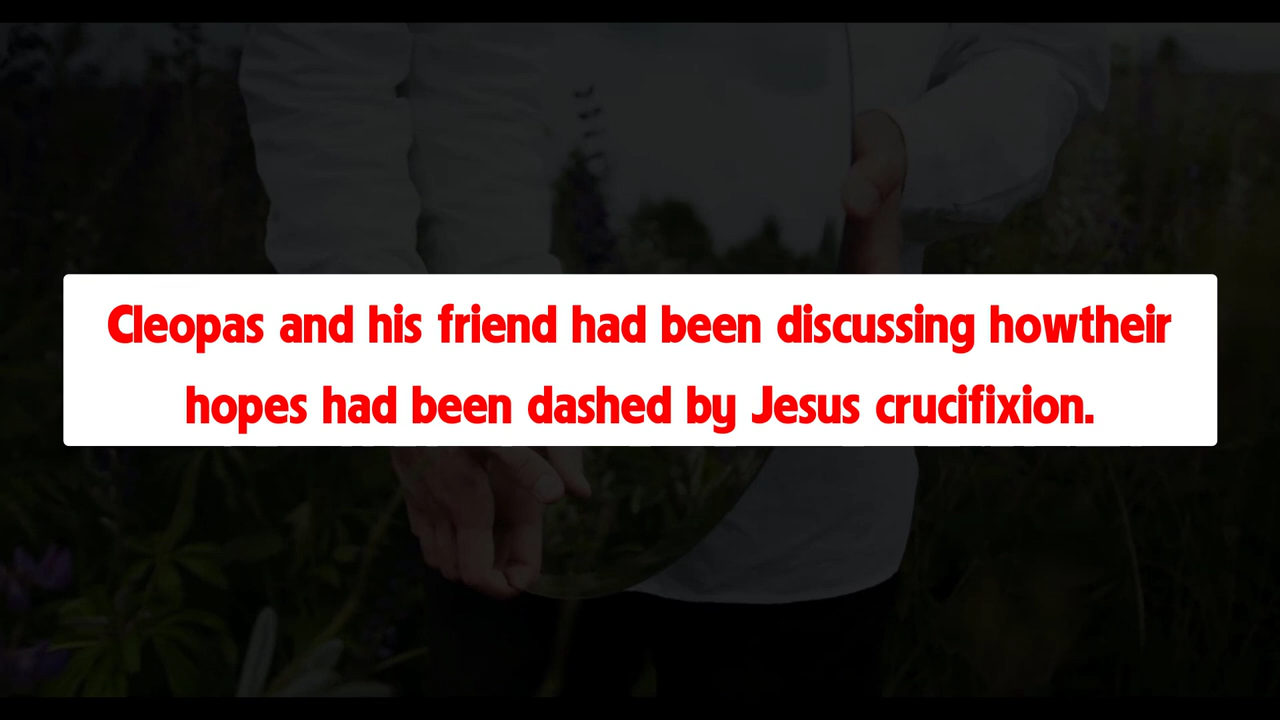 Cleopas and his friend had been discussing howtheir
hopes had been dashed by Jesus crucifixion.